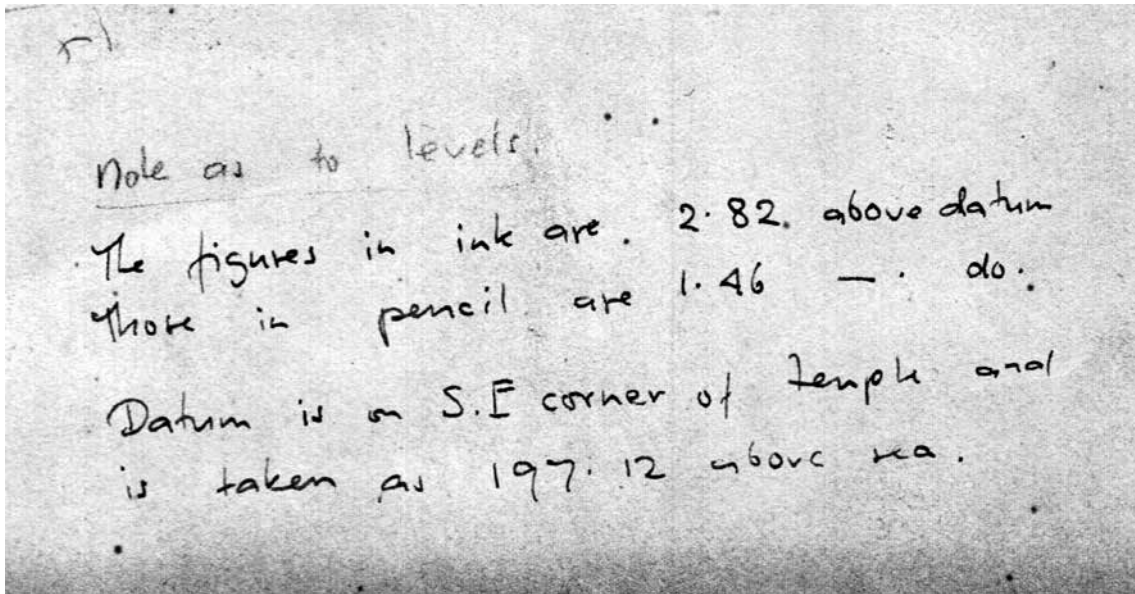 Note as to levels.
The figures in ink are. 2.82. above datum
Those in pencil are 1.46 — . do.
Datum is on S.E corner of temple and
is taken as 197.12 above sea.